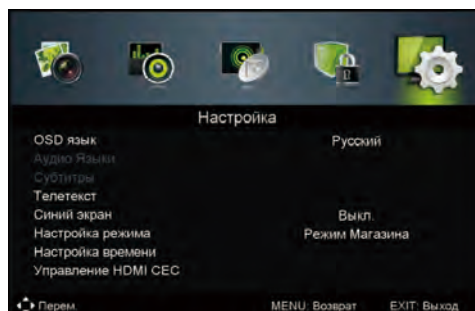 Настройка
OSD язык Русский
Аудио Языки
Субтитры
Телетекст
Синий экран Выкл.
Настройка режима Режим Магазина
Настройка времени
Управление HDMI CEC
Перем. MENU: Возврат EXIT: Выход